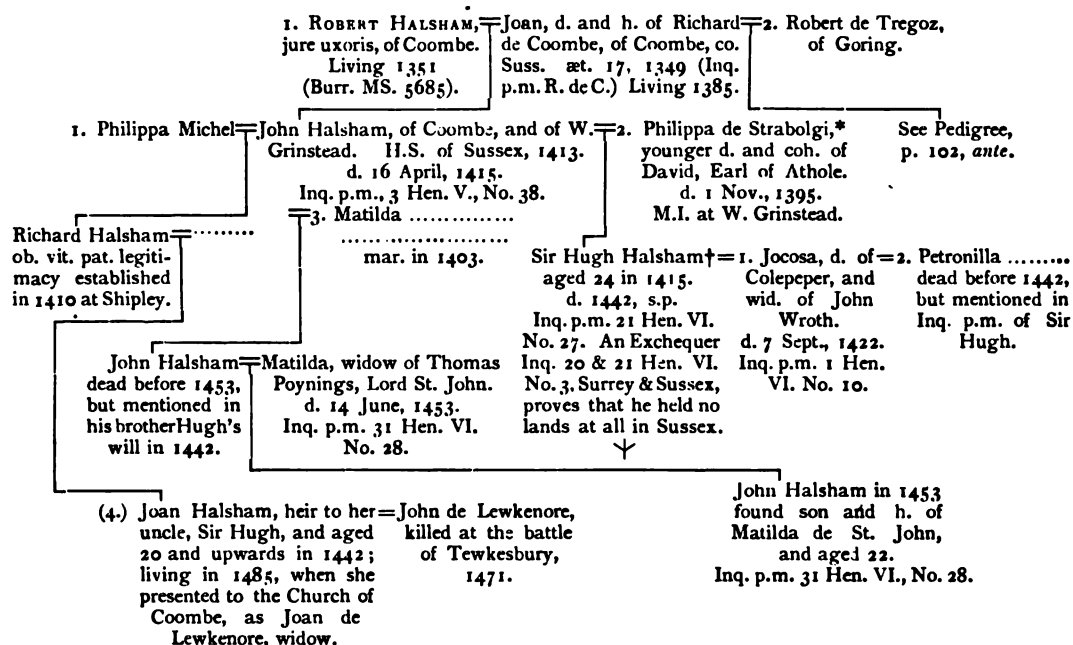 1. ROBERT HALSHAM,
jure uxoris, of Coombe.
Living 1351
(Burr. MS. 5685).
Joan, d. and h. of Richard
de Coombe, of Coombe, co.
Suss. æt. 17, 1349 (Inq.
p.m. R. de C.) Living 1385.
2. Robert de Tregoz,
of Goring.
1. Philippa Michel
John Halsham, of Coombe, and of W.
Grinstead. H.S. of Sussex, 1413.
d. 16 April, 1415.
Inq. p.m., 3 Hen. V., No. 38.
2. Philippa de Strabolgi,*
younger d. and coh. of
David, Earl of Athole.
d. 1 Nov., 1395.
M.I. at W. Grinstead.
See Pedigree,
p. 102, ante.
=3. Matilda ..............
......................
mar. in 1403.
Richard Halsham= .........
ob. vit. pat. legiti-
macy established
in 1410 at Shipley.
Sir Hugh Halsham†=
aged 24 in 1415.
d. 1442, s.p.
Inq. p.m. 21 Hen. VI.
No. 27. An Exchequer
Inq. 20 & 21 Hen. VI.
No. 3, Surrey & Sussex,
proves that he held no
lands at all in Sussex.
1. Jocosa, d. of=
Colepeper, and
wid. of John
Wroth.
d. 7 Sept., 1422.
Inq. p.m. 1 Hen.
VI. No. 10.
2. Petronilla .........
dead before 1442,
but mentioned in
Inq. p.m. of Sir
Hugh.
John Halsham=
dead before 1453,
but mentioned in
his brother Hugh's
will in 1442.
Matilda, widow of Thomas
Poynings, Lord St. John.
d. 14 June, 1453.
Inq. p.m. 31 Hen. VI.
No. 28.
(4.) Joan Halsham, heir to her=
uncle, Sir Hugh, and aged
20 and upwards in 1442;
living in 1485, when she
presented to the Church of
Coombe, as Joan de
Lewkenore, widow.
John de Lewkenore,
killed at the battle
of Tewkesbury,
1471.
John Halsham in 1453
found son and h. of
Matilda de St. John,
and aged 22.
Inq. p.m. 31 Hen. VI., No. 28.